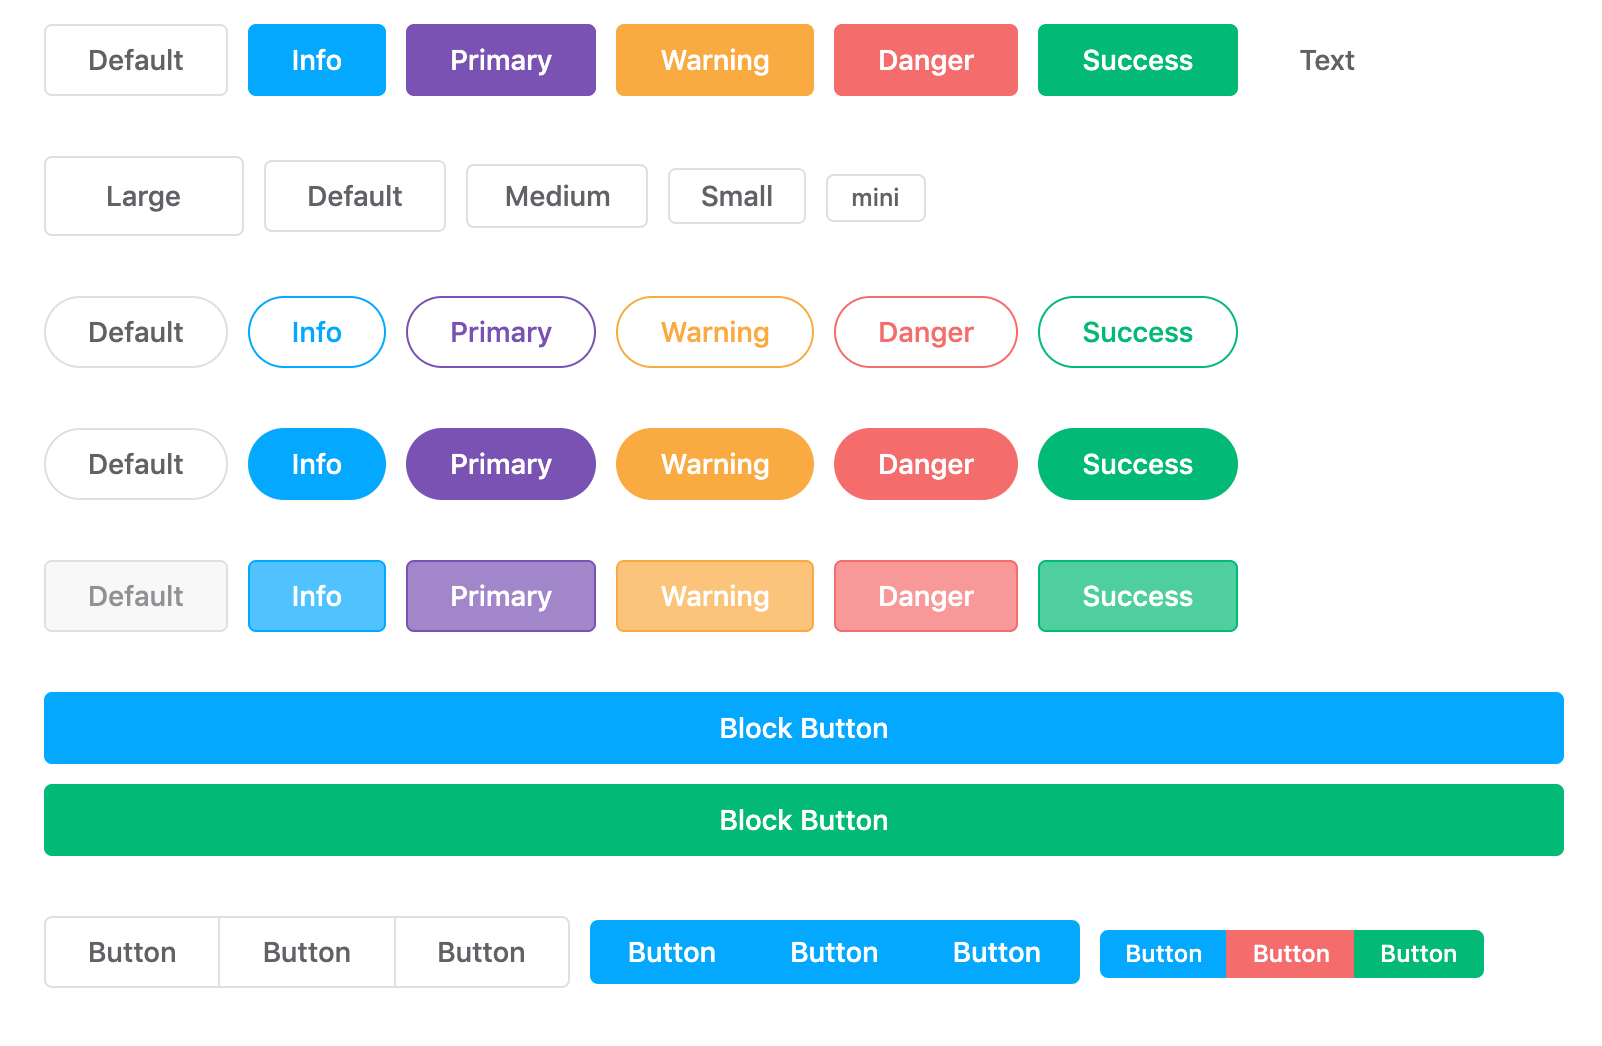 Default Info Primary Warning Danger Success Text
Large Default Medium Small mini
Default Info Primary Warning Danger Success
Default Info Primary Warning Danger Success
Default Info Primary Warning Danger Success
Block Button
Block Button
Button Button Button Button Button Button Button Button Button